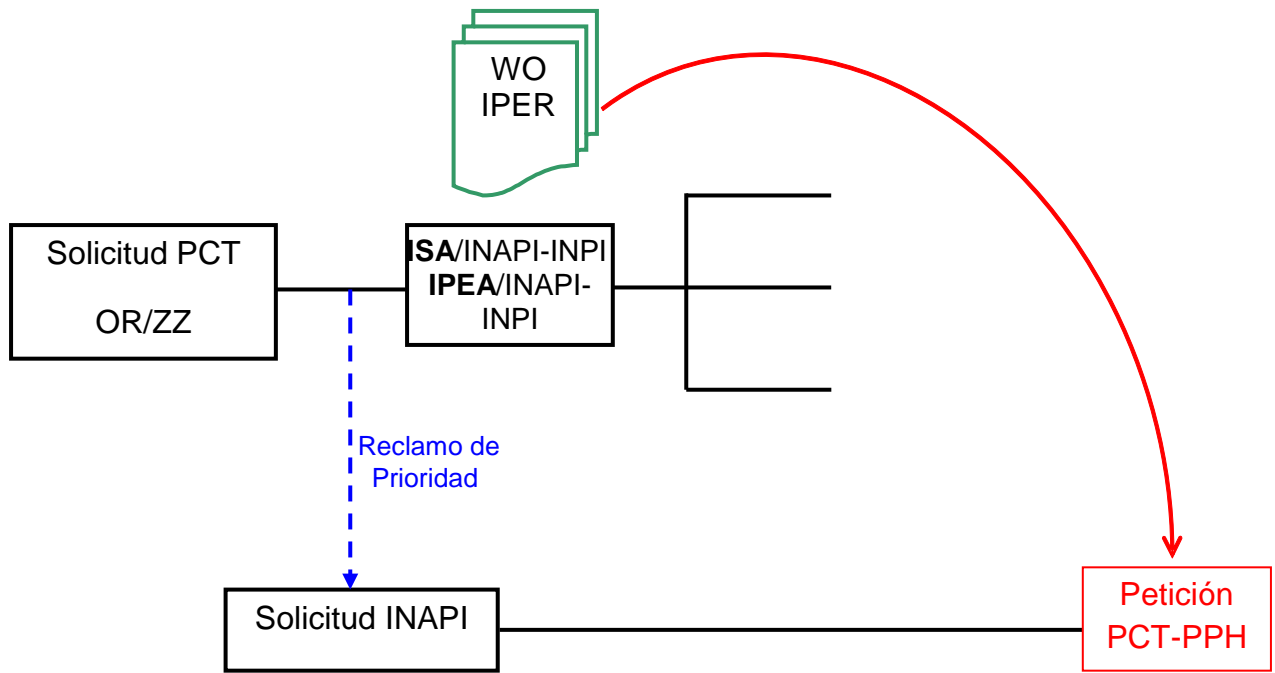 WO
IPER
Solicitud PCT
OR/ZZ
ISA/INAPI-INPI
IPEA/INAPI-
INPI
Reclamo de
Prioridad
Solicitud INAPI
Petición
PCT-PPH